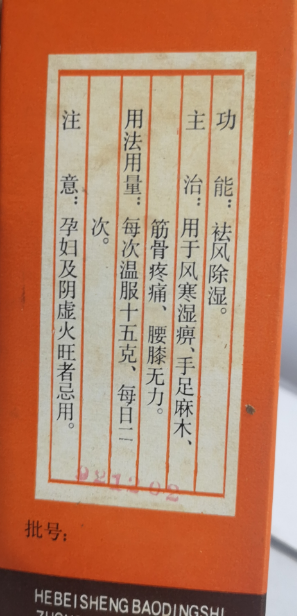 功能：祛风除湿。
主治：用于风寒湿痹、手足麻木、
筋骨疼痛、腰膝无力。
用法用量：每次温服十五克、每日二
次。
注意：孕妇及阴虚火旺者忌用。
921202
批号：
HEBEISHENG BAODINGSHI